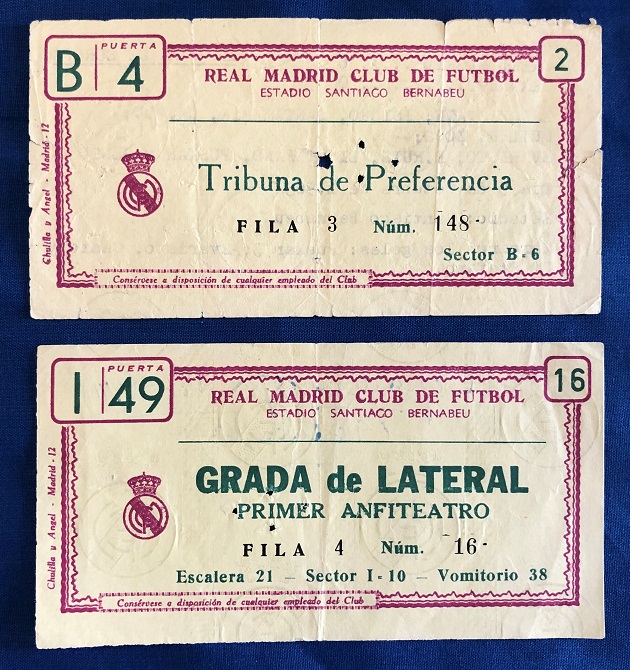 B PUERTA 4
2
REAL MADRID CLUB DE FUTBOL
ESTADIO SANTIAGO BERNABEU
Tribuna de Preferencia
FILA 3 Núm. 148-
Sector B-6
Consérvese a disposición de cualquier empleado del Club
Chulilla y Angel - Madrid-12
I PUERTA 49
16
REAL MADRID CLUB DE FUTBOL
ESTADIO SANTIAGO BERNABEU
GRADA de LATERAL
PRIMER ANFITEATRO
FILA 4 Núm. 16-
Escalera 21 — Sector I-10 — Vomitorio 38
Consérvese a disposición de cualquier empleado del Club
Chulilla y Angel - Madrid-12